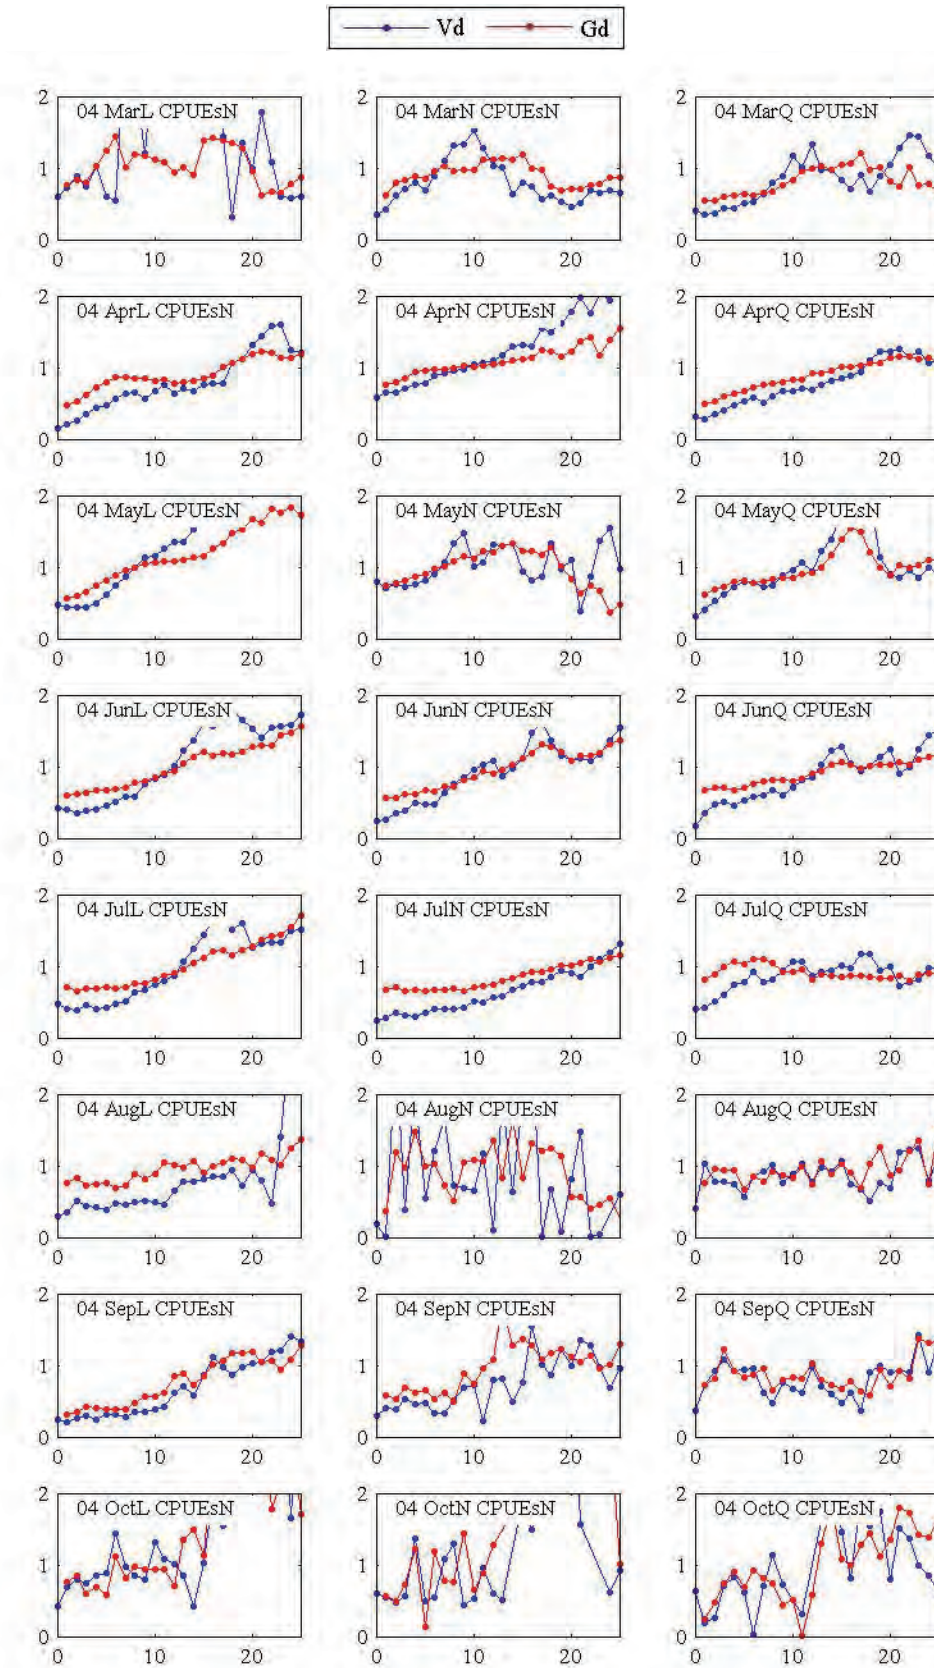 Vd Gd
04 MarL CPUEsN 04 MarN CPUEsN 04 MarQ CPUEsN
2 2 2
1 1 1
0 0 0
0 10 20 0 10 20 0 10 20
04 AprL CPUEsN 04 AprN CPUEsN 04 AprQ CPUEsN
2 2 2
1 1 1
0 0 0
0 10 20 0 10 20 0 10 20
04 MayL CPUEsN 04 MayN CPUEsN 04 MayQ CPUEsN
2 2 2
1 1 1
0 0 0
0 10 20 0 10 20 0 10 20
04 JunL CPUEsN 04 JunN CPUEsN 04 JunQ CPUEsN
2 2 2
1 1 1
0 0 0
0 10 20 0 10 20 0 10 20
04 JulL CPUEsN 04 JulN CPUEsN 04 JulQ CPUEsN
2 2 2
1 1 1
0 0 0
0 10 20 0 10 20 0 10 20
04 AugL CPUEsN 04 AugN CPUEsN 04 AugQ CPUEsN
2 2 2
1 1 1
0 0 0
0 10 20 0 10 20 0 10 20
04 SepL CPUEsN 04 SepN CPUEsN 04 SepQ CPUEsN
2 2 2
1 1 1
0 0 0
0 10 20 0 10 20 0 10 20
04 OctL CPUEsN 04 OctN CPUEsN 04 OctQ CPUEsN
2 2 2
1 1 1
0 0 0
0 10 20 0 10 20 0 10 20